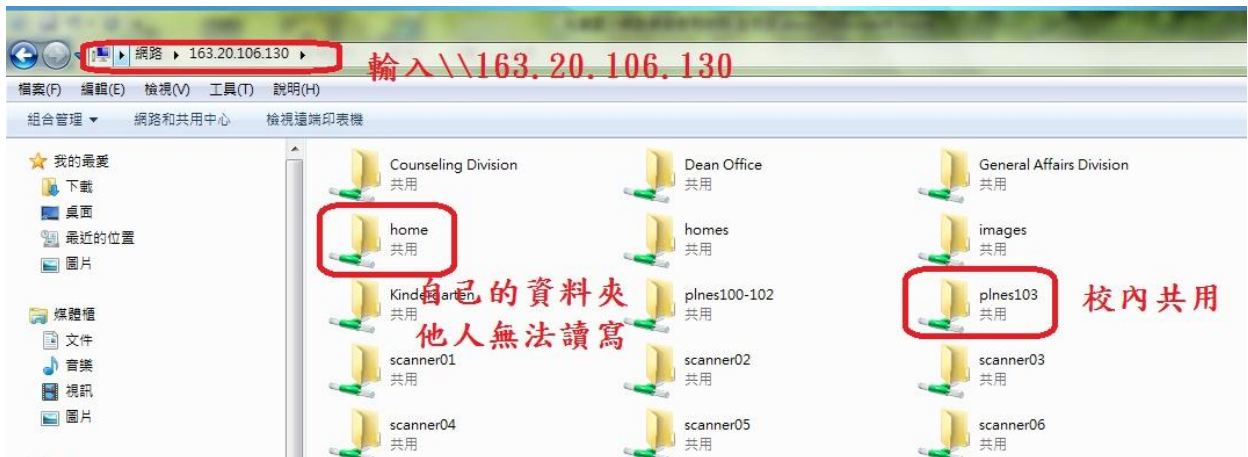 網路 ▸ 163.20.106.130 ▸
輸入\\163.20.106.130
檔案(F) 編輯(E) 檢視(V) 工具(T) 說明(H)
組合管理 ▼ 網路和共用中心 檢視遠端印表機
我的最愛
下載
桌面
最近的位置
圖片
媒體櫃
文件
音樂
視訊
圖片
Counseling Division
共用
Dean Office
共用
General Affairs Division
共用
home
共用
homes
共用
images
共用
自己的資料夾
他人無法讀寫
Kindergarten
共用
plnes100-102
共用
plnes103
共用
校內共用
scanner01
共用
scanner02
共用
scanner03
共用
scanner04
共用
scanner05
共用
scanner06
共用